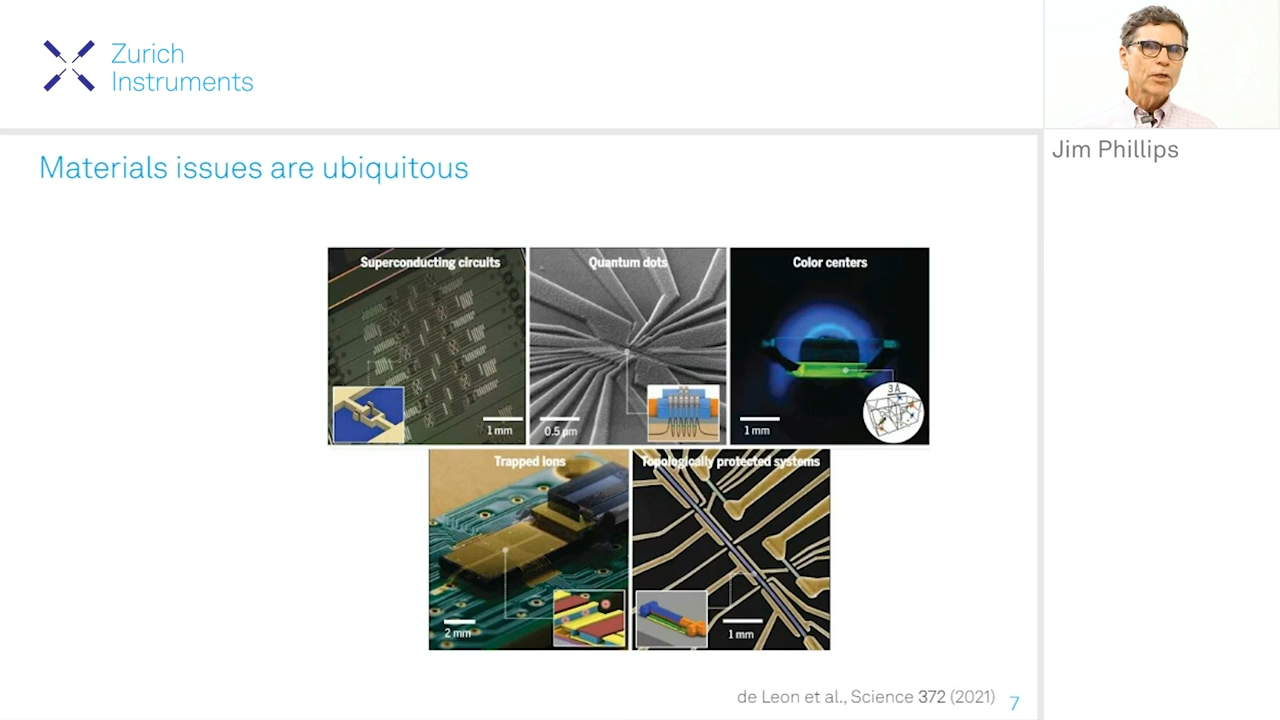 Zurich
Instruments
Jim Phillips
Materials issues are ubiquitous
Superconducting circuits
1 mm
Quantum dots
0.5 µm
Color centers
1 mm
3 Å
Trapped ions
2 mm
Topologically protected systems
1 mm
de Leon et al., Science 372 (2021)
7